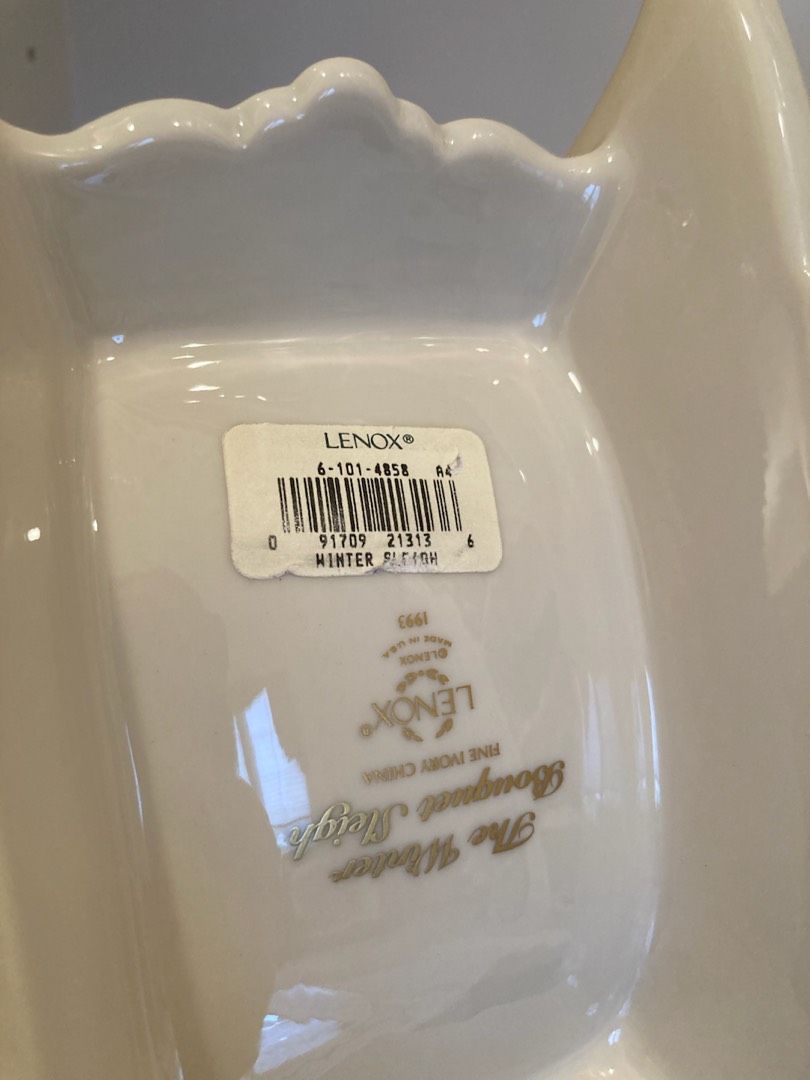 LENOX®
6-101-4858 A4
0 91709 21313 6
WINTER SLEIGH
The Winter
Bouquet Sleigh
FINE IVORY CHINA
LENOX®
©LENOX
MADE IN U.S.A
1993